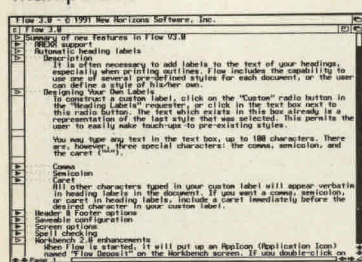 Flow 3.0 - © 1991 New Horizons Software, Inc.
Flow 3.0
Summary of new features in Flow V3.0
AREXX support
Automatic heading labels
Description
It is often necessary to add labels to the text of your headings,
especially when printing outlines. Flow includes the capability to
use one of several pre-defined styles for each document, or the user
can define a style of his/her own.
Designing Your Own Labels
To construct a custom label, click on the "Custom" radio button in
the "Heading Labels" requester, or click in the text box next to
this radio button. The text which exists in this box already is a
representation of the last style that was selected. This permits the
user to easily make touch-ups to pre-existing styles.
You may type any text in the text box, up to 100 characters. There
are, however, three special characters: the comma, semicolon, and
the caret ("^").
Comma
Semicolon
Caret
All other characters typed in your custom label will appear verbatim
in heading labels in the document. If you want a comma, semicolon,
or caret in heading labels, include a caret immediately before the
desired character in your custom label.
Header & Footer options
Saveable configuration
Screen options
Spell checking
Workbench 2.0 enhancements
When Flow is started, it will put up an AppIcon (Application Icon)
named "Flow Deposit" on the Workbench screen. If you double-click on
Page 1